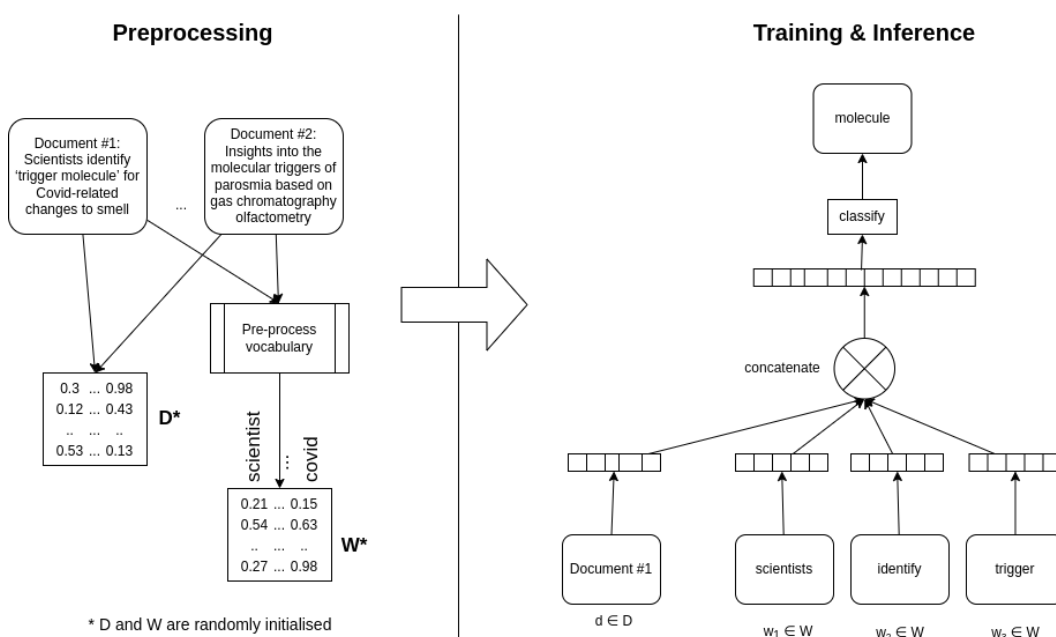 Preprocessing
Document #1:
Scientists identify
‘trigger molecule’ for
Covid-related
changes to smell
...
Document #2:
Insights into the
molecular triggers of
parosmia based on
gas chromatography
olfactometry
Pre-process
vocabulary
0.3 ... 0.98
0.12 ... 0.43
.. ... ..
0.53 ... 0.13
D*
scientist
...
covid
0.21 ... 0.15
0.54 ... 0.63
.. ... ..
0.27 ... 0.98
W*
* D and W are randomly initialised
Training & Inference
molecule
classify
concatenate
Document #1
scientists
identify
trigger
d ∈ D
w₁ ∈ W
w₂ ∈ W
w₃ ∈ W